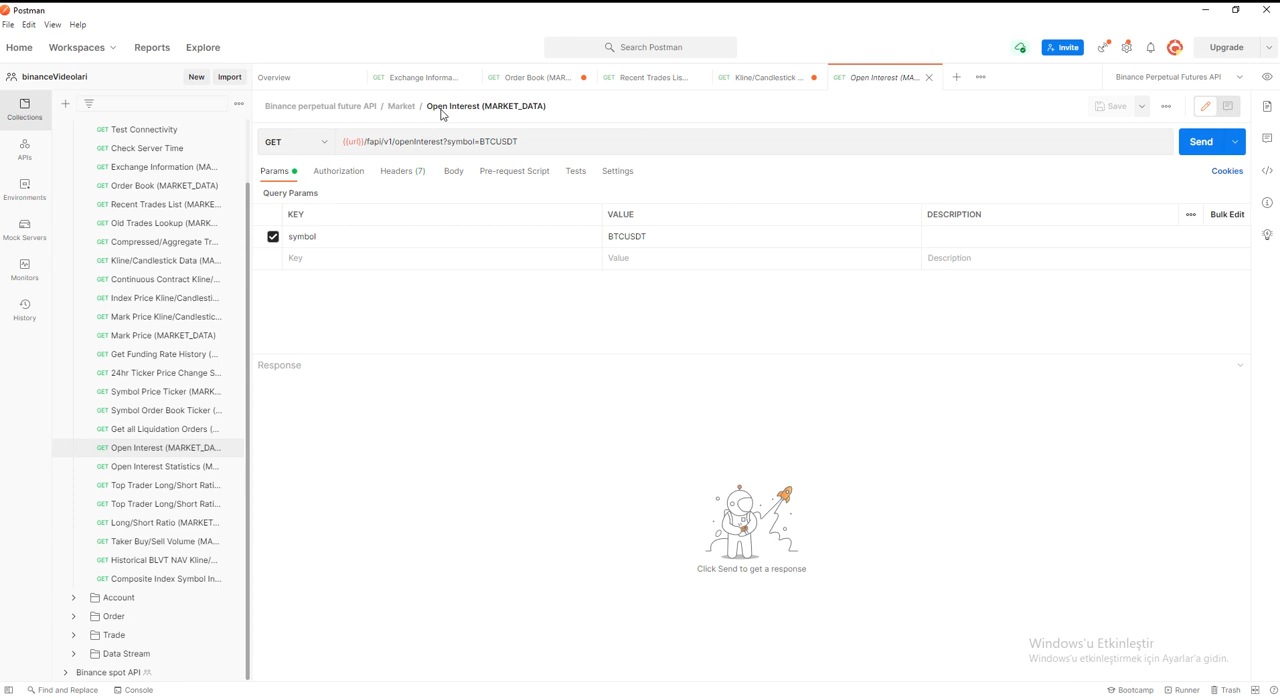 Postman
File Edit View Help
Home Workspaces Reports Explore Search Postman Invite Upgrade
binanceVideolari New Import Overview GET Exchange Informa... GET Order Book (MAR... GET Recent Trades Lis... GET Kline/Candlestick ... GET Open Interest (MA... Binance Perpetual Futures API
Collections
APIs
Environments
Mock Servers
Monitors
History
GET Test Connectivity
GET Check Server Time
GET Exchange Information (MA...
GET Order Book (MARKET_DATA)
GET Recent Trades List (MARKE...
GET Old Trades Lookup (MARK...
GET Compressed/Aggregate Tr...
GET Kline/Candlestick Data (MA...
GET Continuous Contract Kline/...
GET Index Price Kline/Candlesti...
GET Mark Price Kline/Candlestic...
GET Mark Price (MARKET_DATA)
GET Get Funding Rate History (...
GET 24hr Ticker Price Change S...
GET Symbol Price Ticker (MARK...
GET Symbol Order Book Ticker (...
GET Get all Liquidation Orders (...
GET Open Interest (MARKET_DA...
GET Open Interest Statistics (M...
GET Top Trader Long/Short Rati...
GET Top Trader Long/Short Rati...
GET Long/Short Ratio (MARKET...
GET Taker Buy/Sell Volume (MA...
GET Historical BLVT NAV Kline/...
GET Composite Index Symbol In...
Account
Order
Trade
Data Stream
Binance spot API
Binance perpetual future API / Market / Open Interest (MARKET_DATA) Save
GET {{url}}/fapi/v1/openInterest?symbol=BTCUSDT Send
Params Authorization Headers (7) Body Pre-request Script Tests Settings Cookies
Query Params
KEY VALUE DESCRIPTION Bulk Edit
symbol BTCUSDT
Key Value Description
Response
Click Send to get a response
Windows'u Etkinleştir
Windows'u etkinleştirmek için Ayarlar'a gidin.
Find and Replace Console Bootcamp Runner Trash